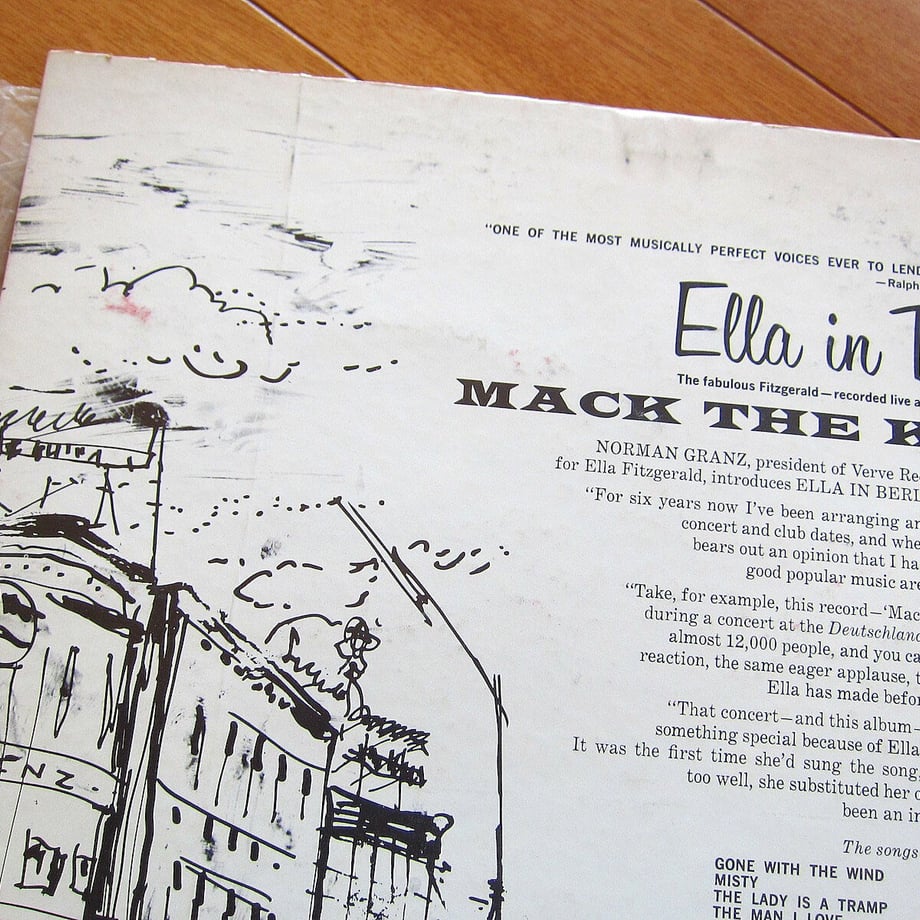 "ONE OF THE MOST MUSICALLY PERFECT VOICES EVER TO LEND
—Ralph
Ella in
The fabulous Fitzgerald—recorded live a
MACK THE K
NORMAN GRANZ, president of Verve Re
for Ella Fitzgerald, introduces ELLA IN BERL
"For six years now I've been arranging an
concert and club dates, and whe
bears out an opinion that I ha
good popular music are
"Take, for example, this record—'Mac
during a concert at the Deutschland
almost 12,000 people, and you ca
reaction, the same eager applause, t
Ella has made befor
"That concert—and this album—
something special because of Ella
It was the first time she'd sung the song,
too well, she substituted her o
been an in
The songs
GONE WITH THE WIND
MISTY
THE LADY IS A TRAMP
THE MAN I LOVE
ENZ